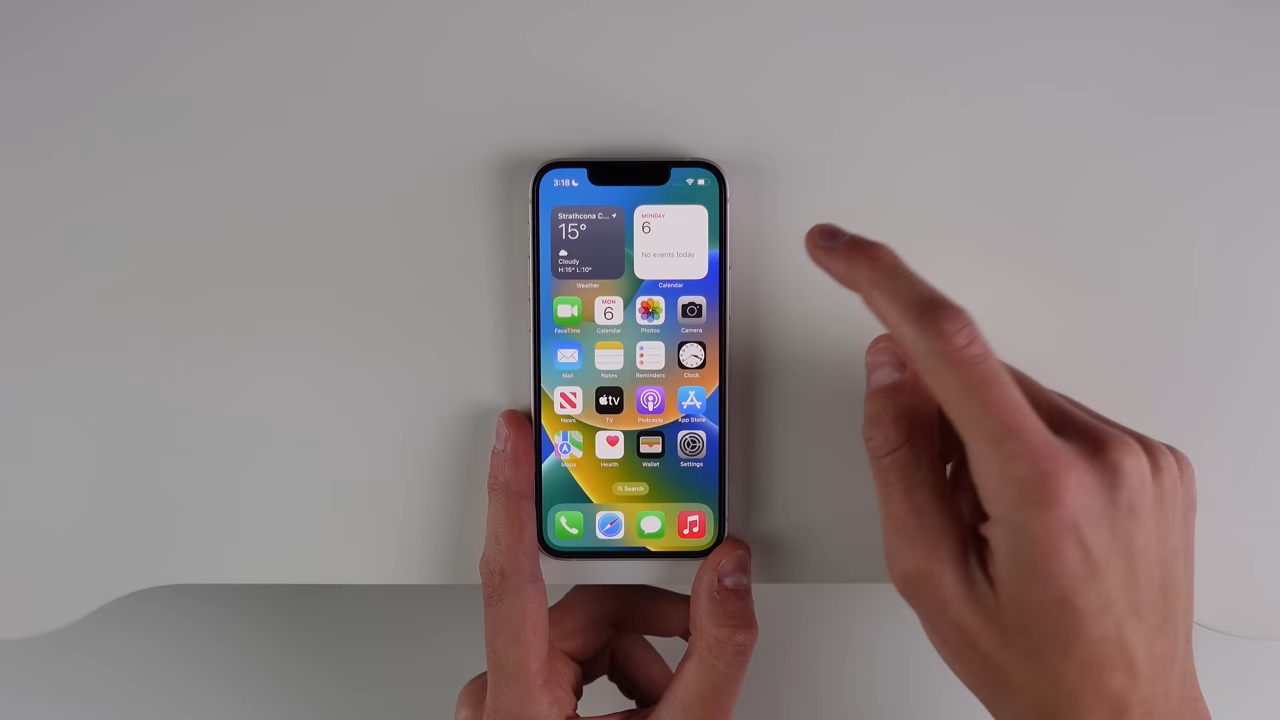 3:18
Strathcona C...
15°
Cloudy
H:15° L:10°
Weather
MONDAY
6
No events today
Calendar
FaceTime
MON
6
Calendar
Photos
Camera
Mail
Notes
Reminders
Clock
News
tv
TV
Podcasts
App Store
Maps
Health
Wallet
Settings
Search